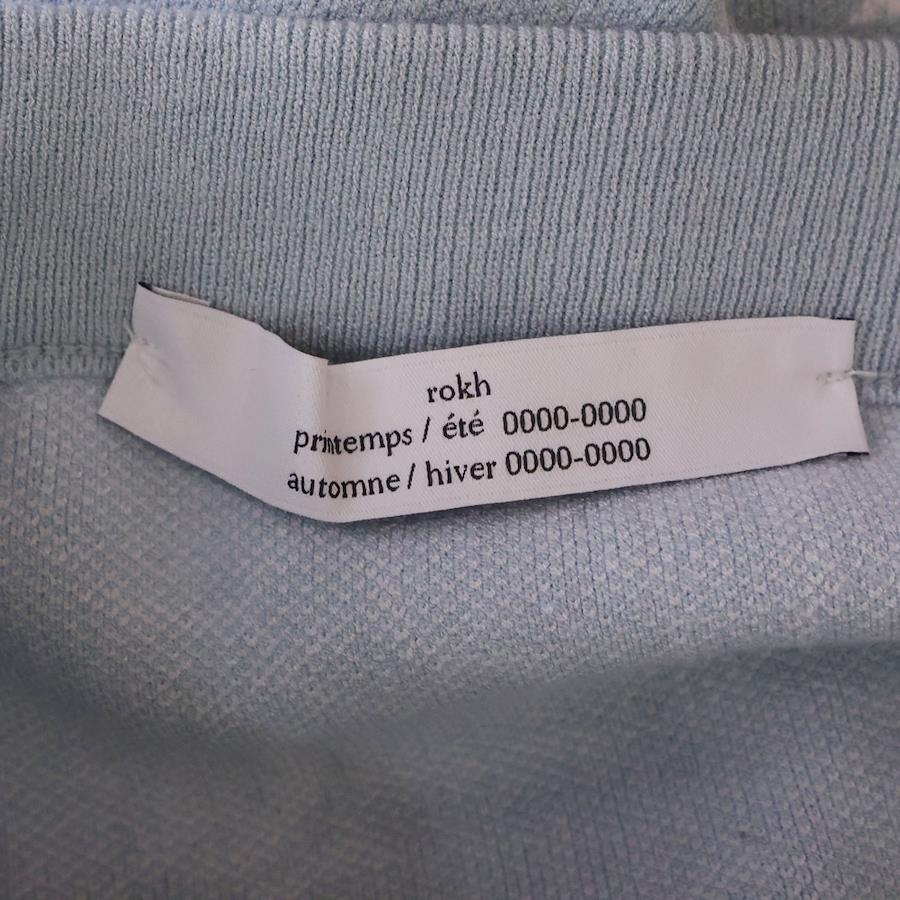 rokh
printemps / été 0000-0000
automne / hiver 0000-0000